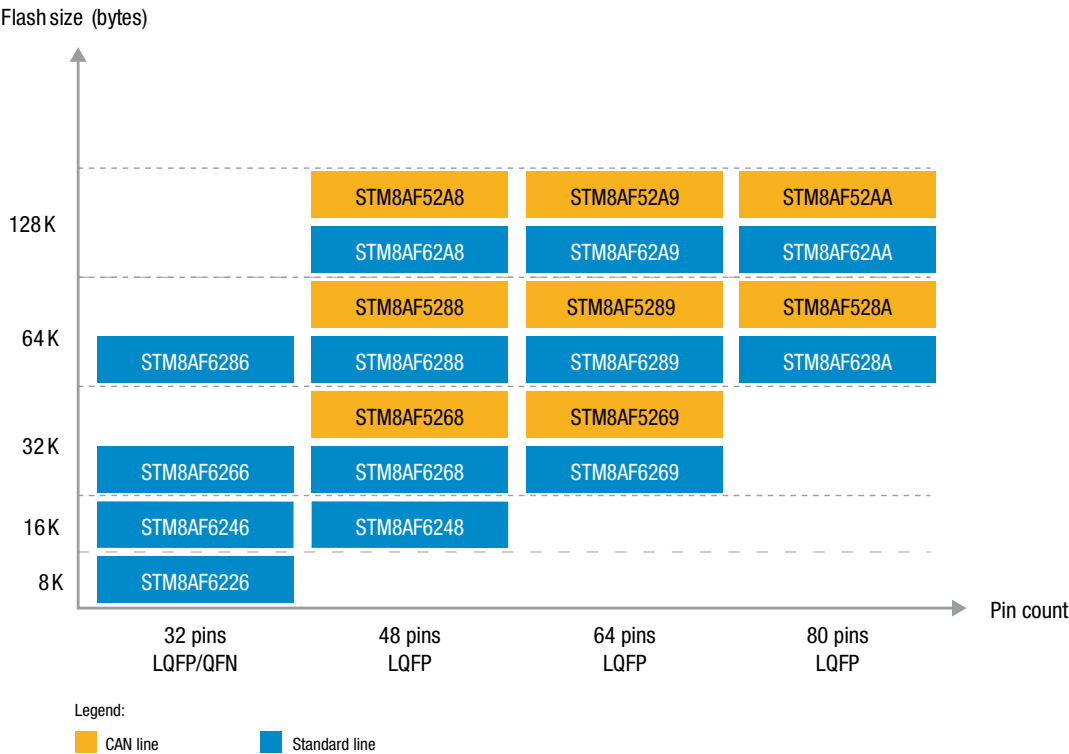 Flash size (bytes)
128 K
STM8AF52A8 STM8AF52A9 STM8AF52AA
STM8AF62A8 STM8AF62A9 STM8AF62AA
64 K
STM8AF5288 STM8AF5289 STM8AF528A
STM8AF6286 STM8AF6288 STM8AF6289 STM8AF628A
32 K
STM8AF5268 STM8AF5269
STM8AF6266 STM8AF6268 STM8AF6269
16 K STM8AF6246 STM8AF6248
8 K STM8AF6226
Pin count
32 pins 48 pins 64 pins 80 pins
LQFP/QFN LQFP LQFP LQFP
Legend:
CAN line Standard line